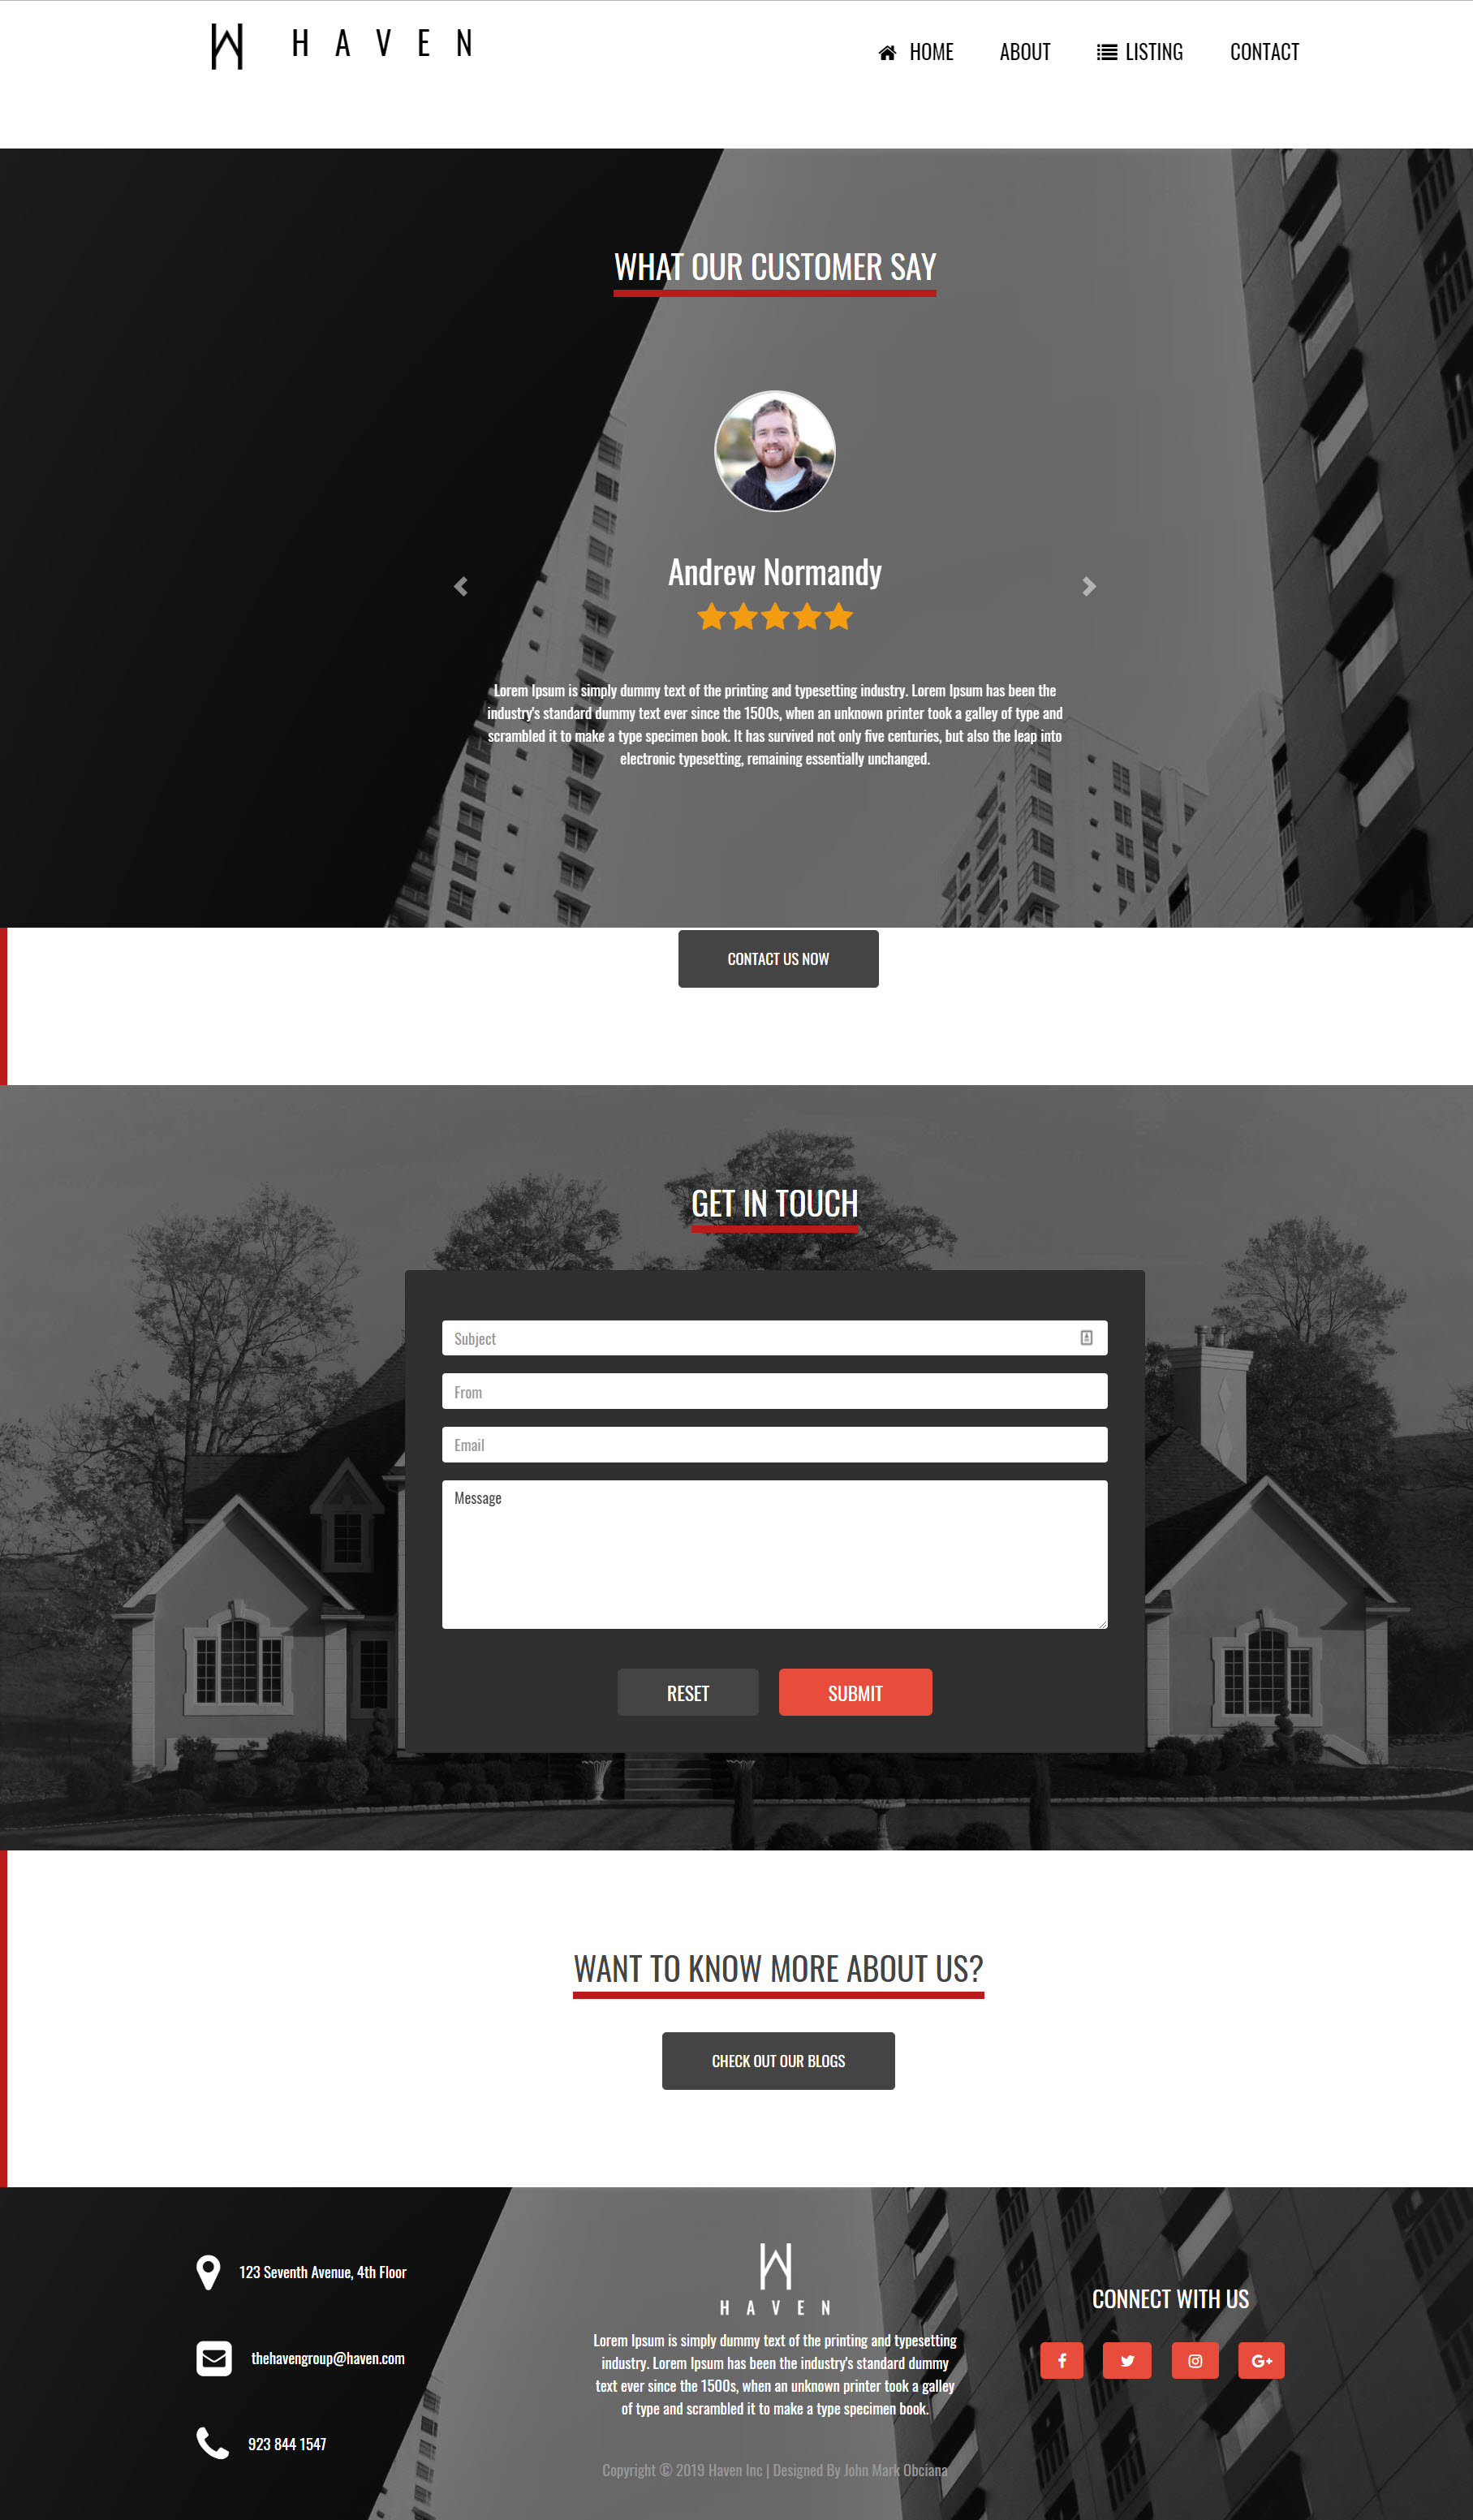 HAVEN
HOME ABOUT LISTING CONTACT
WHAT OUR CUSTOMER SAY
Andrew Normandy
Lorem Ipsum is simply dummy text of the printing and typesetting industry. Lorem Ipsum has been the
industry's standard dummy text ever since the 1500s, when an unknown printer took a galley of type and
scrambled it to make a type specimen book. It has survived not only five centuries, but also the leap into
electronic typesetting, remaining essentially unchanged.
CONTACT US NOW
GET IN TOUCH
Subject
From
Email
Message
RESET SUBMIT
WANT TO KNOW MORE ABOUT US?
CHECK OUT OUR BLOGS
123 Seventh Avenue, 4th Floor
thehavengroup@haven.com
923 844 1547
HAVEN
Lorem Ipsum is simply dummy text of the printing and typesetting
industry. Lorem Ipsum has been the industry's standard dummy
text ever since the 1500s, when an unknown printer took a galley
of type and scrambled it to make a type specimen book.
Copyright © 2019 Haven Inc | Designed By John Mark Obciana
CONNECT WITH US
f
G+